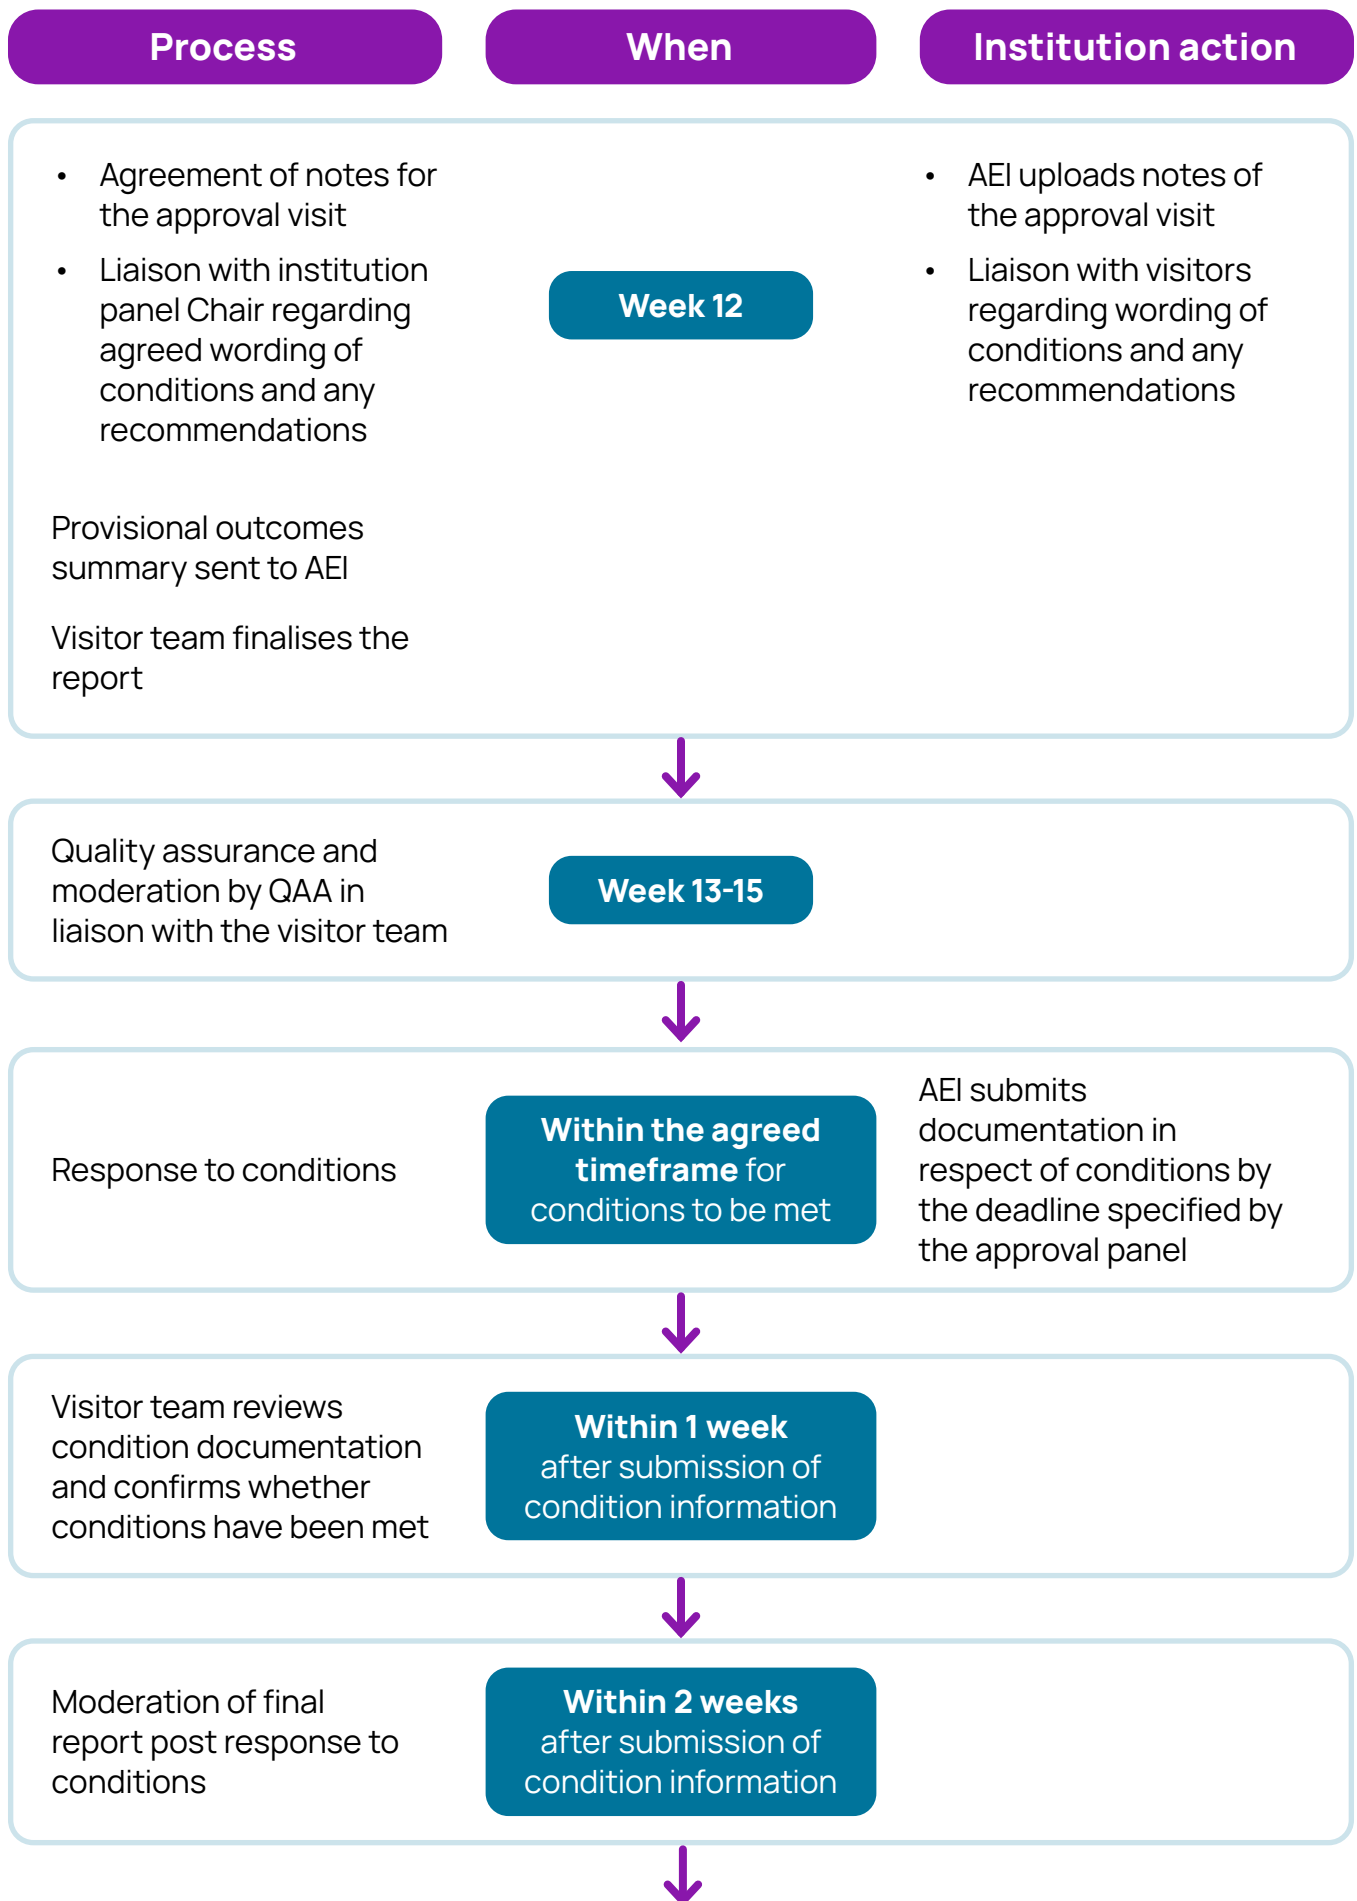 Process
When
Institution action
• Agreement of notes for
the approval visit
• Liaison with institution
panel Chair regarding
agreed wording of
conditions and any
recommendations
Provisional outcomes
summary sent to AEI
Visitor team finalises the
report
Week 12
• AEI uploads notes of
the approval visit
• Liaison with visitors
regarding wording of
conditions and any
recommendations
Quality assurance and
moderation by QAA in
liaison with the visitor team
Week 13-15
Response to conditions
Within the agreed
timeframe for
conditions to be met
AEI submits
documentation in
respect of conditions by
the deadline specified by
the approval panel
Visitor team reviews
condition documentation
and confirms whether
conditions have been met
Within 1 week
after submission of
condition information
Moderation of final
report post response to
conditions
Within 2 weeks
after submission of
condition information